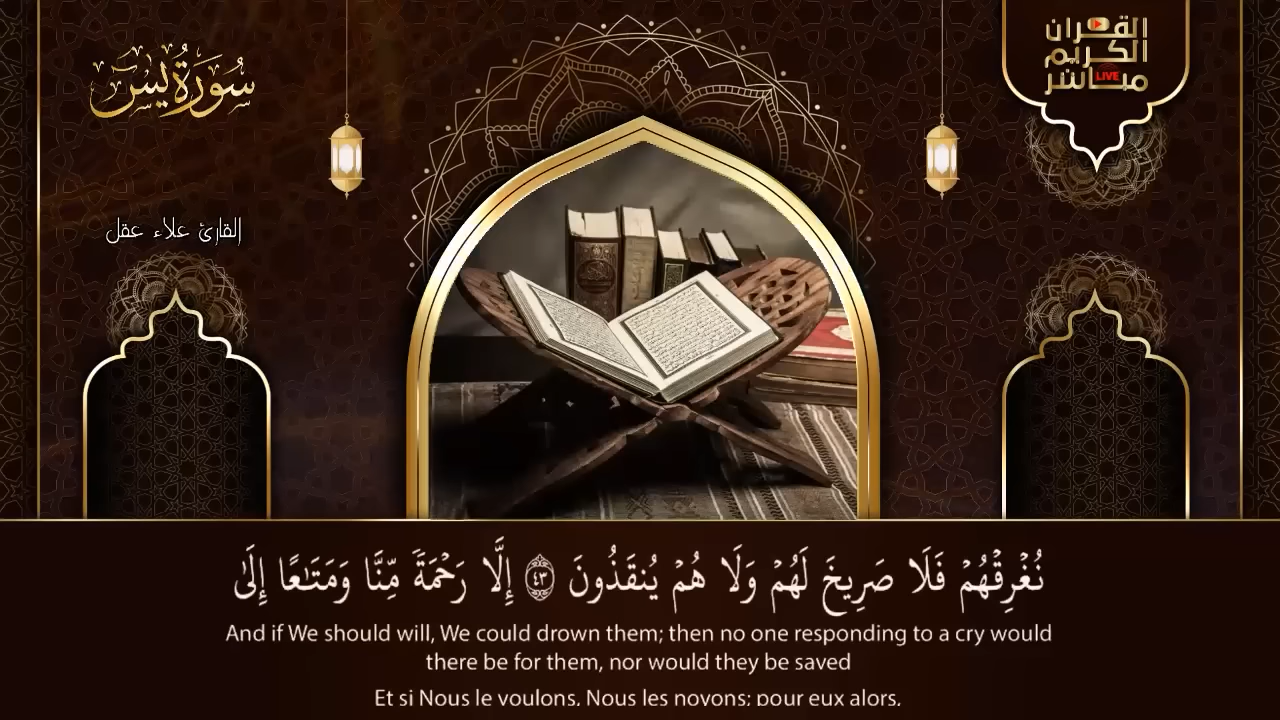 سُورَةُ يسٓ
القرآن
الكريم
مباشر
LIVE
القارئ علاء عقل
نُغْرِقْهُمْ فَلَا صَرِيخَ لَهُمْ وَلَا هُمْ يُنقَذُونَ ٤٣ إِلَّا رَحْمَةً مِّنَّا وَمَتَـٰعًا إِلَىٰ
And if We should will, We could drown them; then no one responding to a cry would
there be for them, nor would they be saved
Et si Nous le voulons, Nous les noyons; pour eux alors,